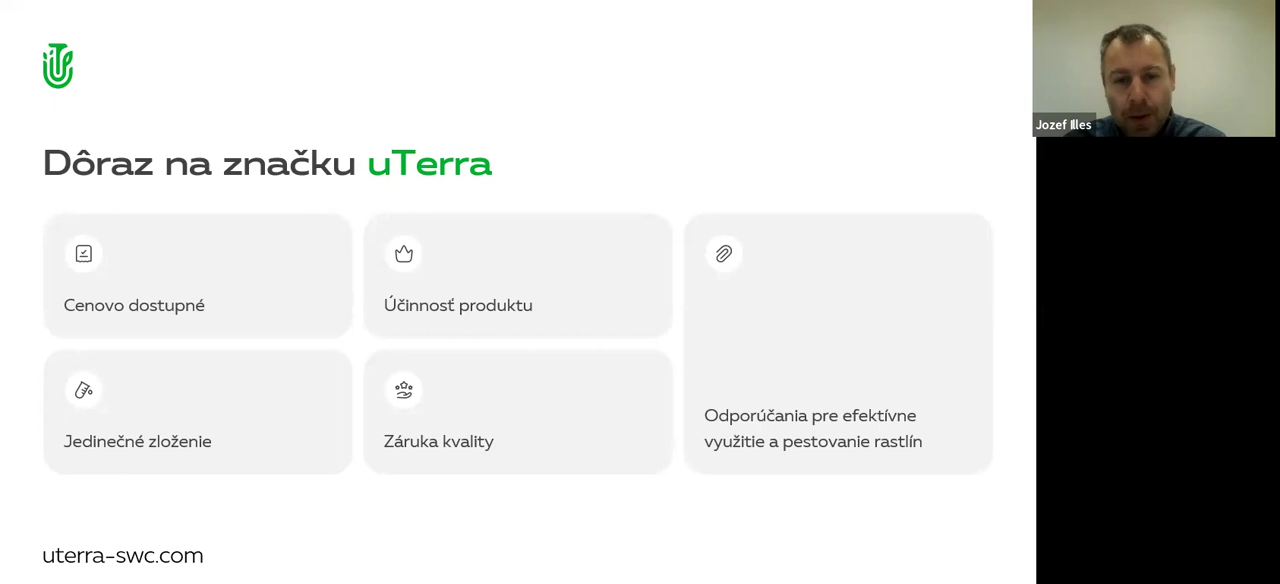 Dôraz na značku uTerra
Cenovo dostupné
Účinnosť produktu
Jedinečné zloženie
Záruka kvality
Odporúčania pre efektívne
využitie a pestovanie rastlín
uterra-swc.com
Jozef Illes